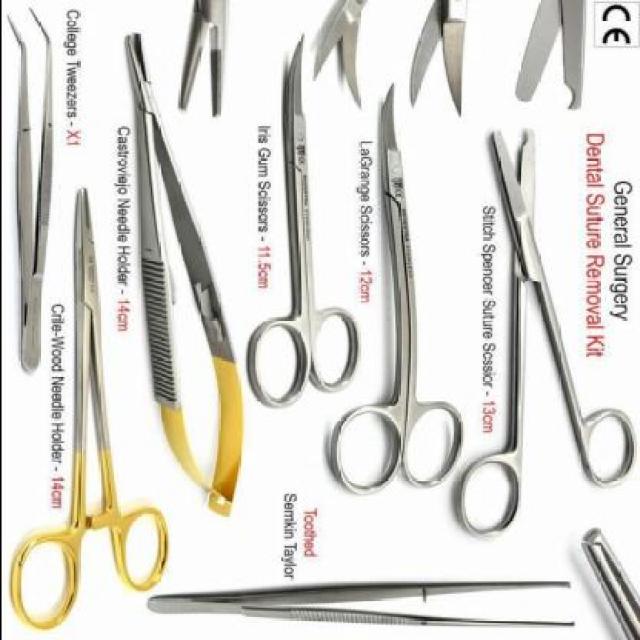 CE
General Surgery
Dental Suture Removal Kit
College Tweezers - X1
Castroviejo Needle Holder - 14cm
Iris Gum Scissors - 11.5cm
LaGrange Scissors - 12cm
Stitch Spencer Suture Scssior - 13cm
Crile-Wood Needle Holder - 14cm
Toothed
Semkin Taylor